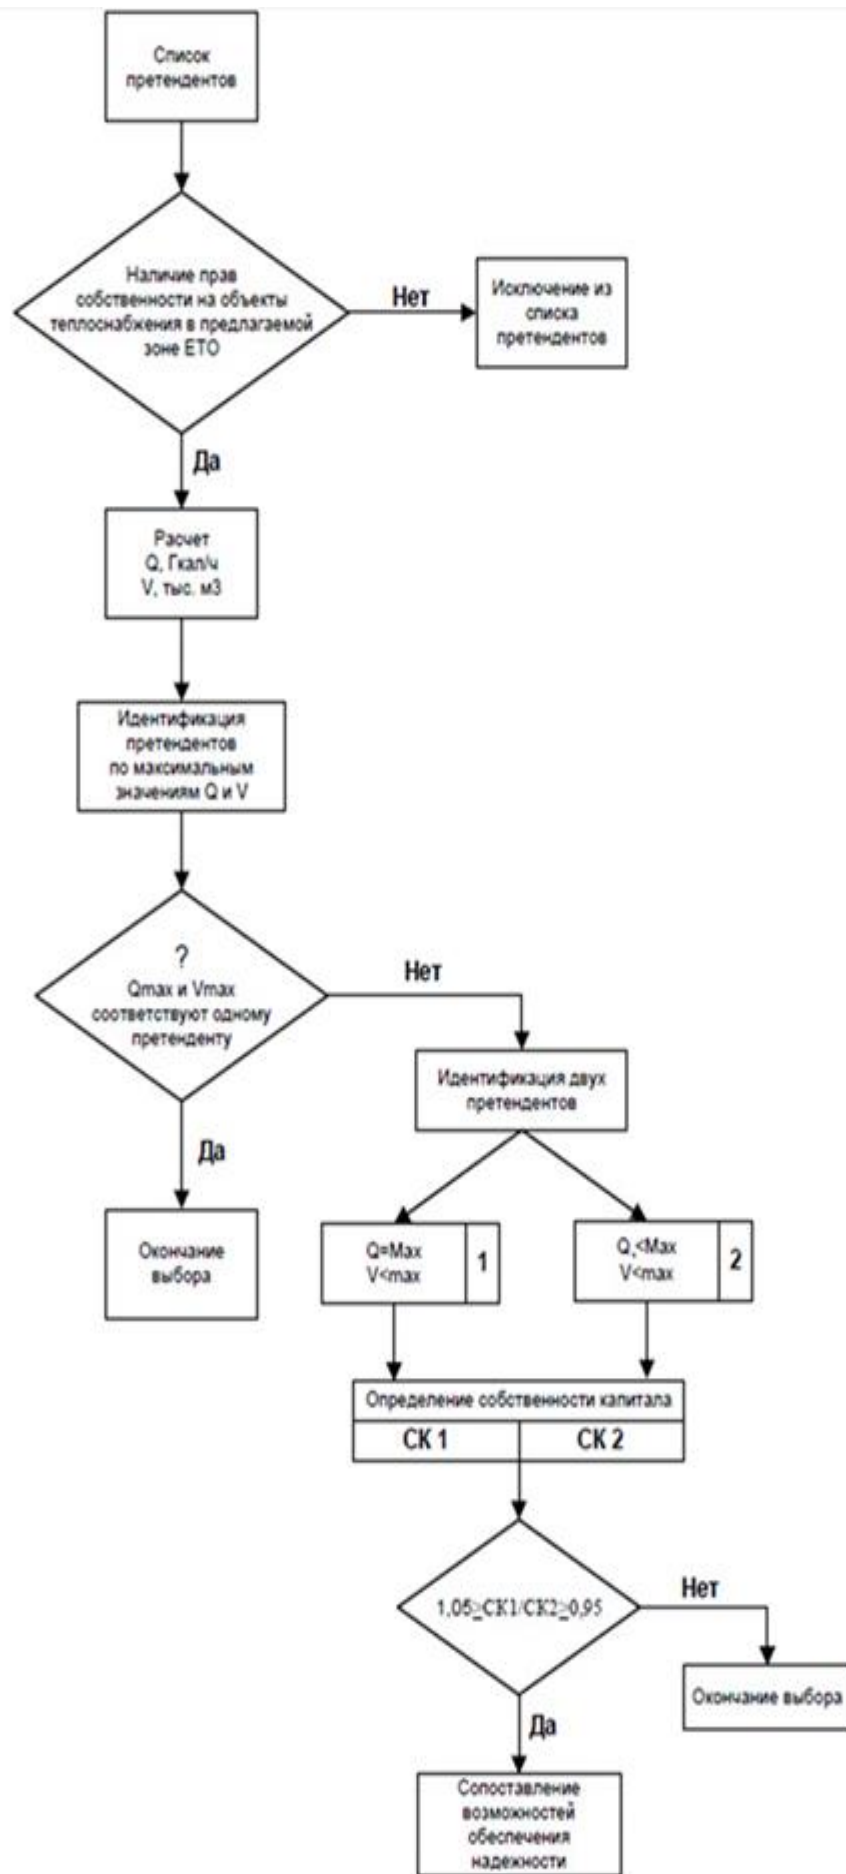 Список
претендентов
Наличие прав
собственности на объекты
теплоснабжения в предлагаемой
зоне ЕТО
Нет
Исключение из
списка
претендентов
Да
Расчет
Q, Гкал/ч
V, тыс. м3
Идентификация
претендентов
по максимальным
значениям Q и V
?
Qmax и Vmax
соответствуют одному
претенденту
Нет
Идентификация двух
претендентов
Да
Окончание
выбора
Q=Max
V<max
1
Q,<Max
V<max
2
Определение собственности капитала
СК 1
СК 2
1,05≥СК1/СК2≥0,95
Нет
Окончание выбора
Да
Сопоставление
возможностей
обеспечения
надежности